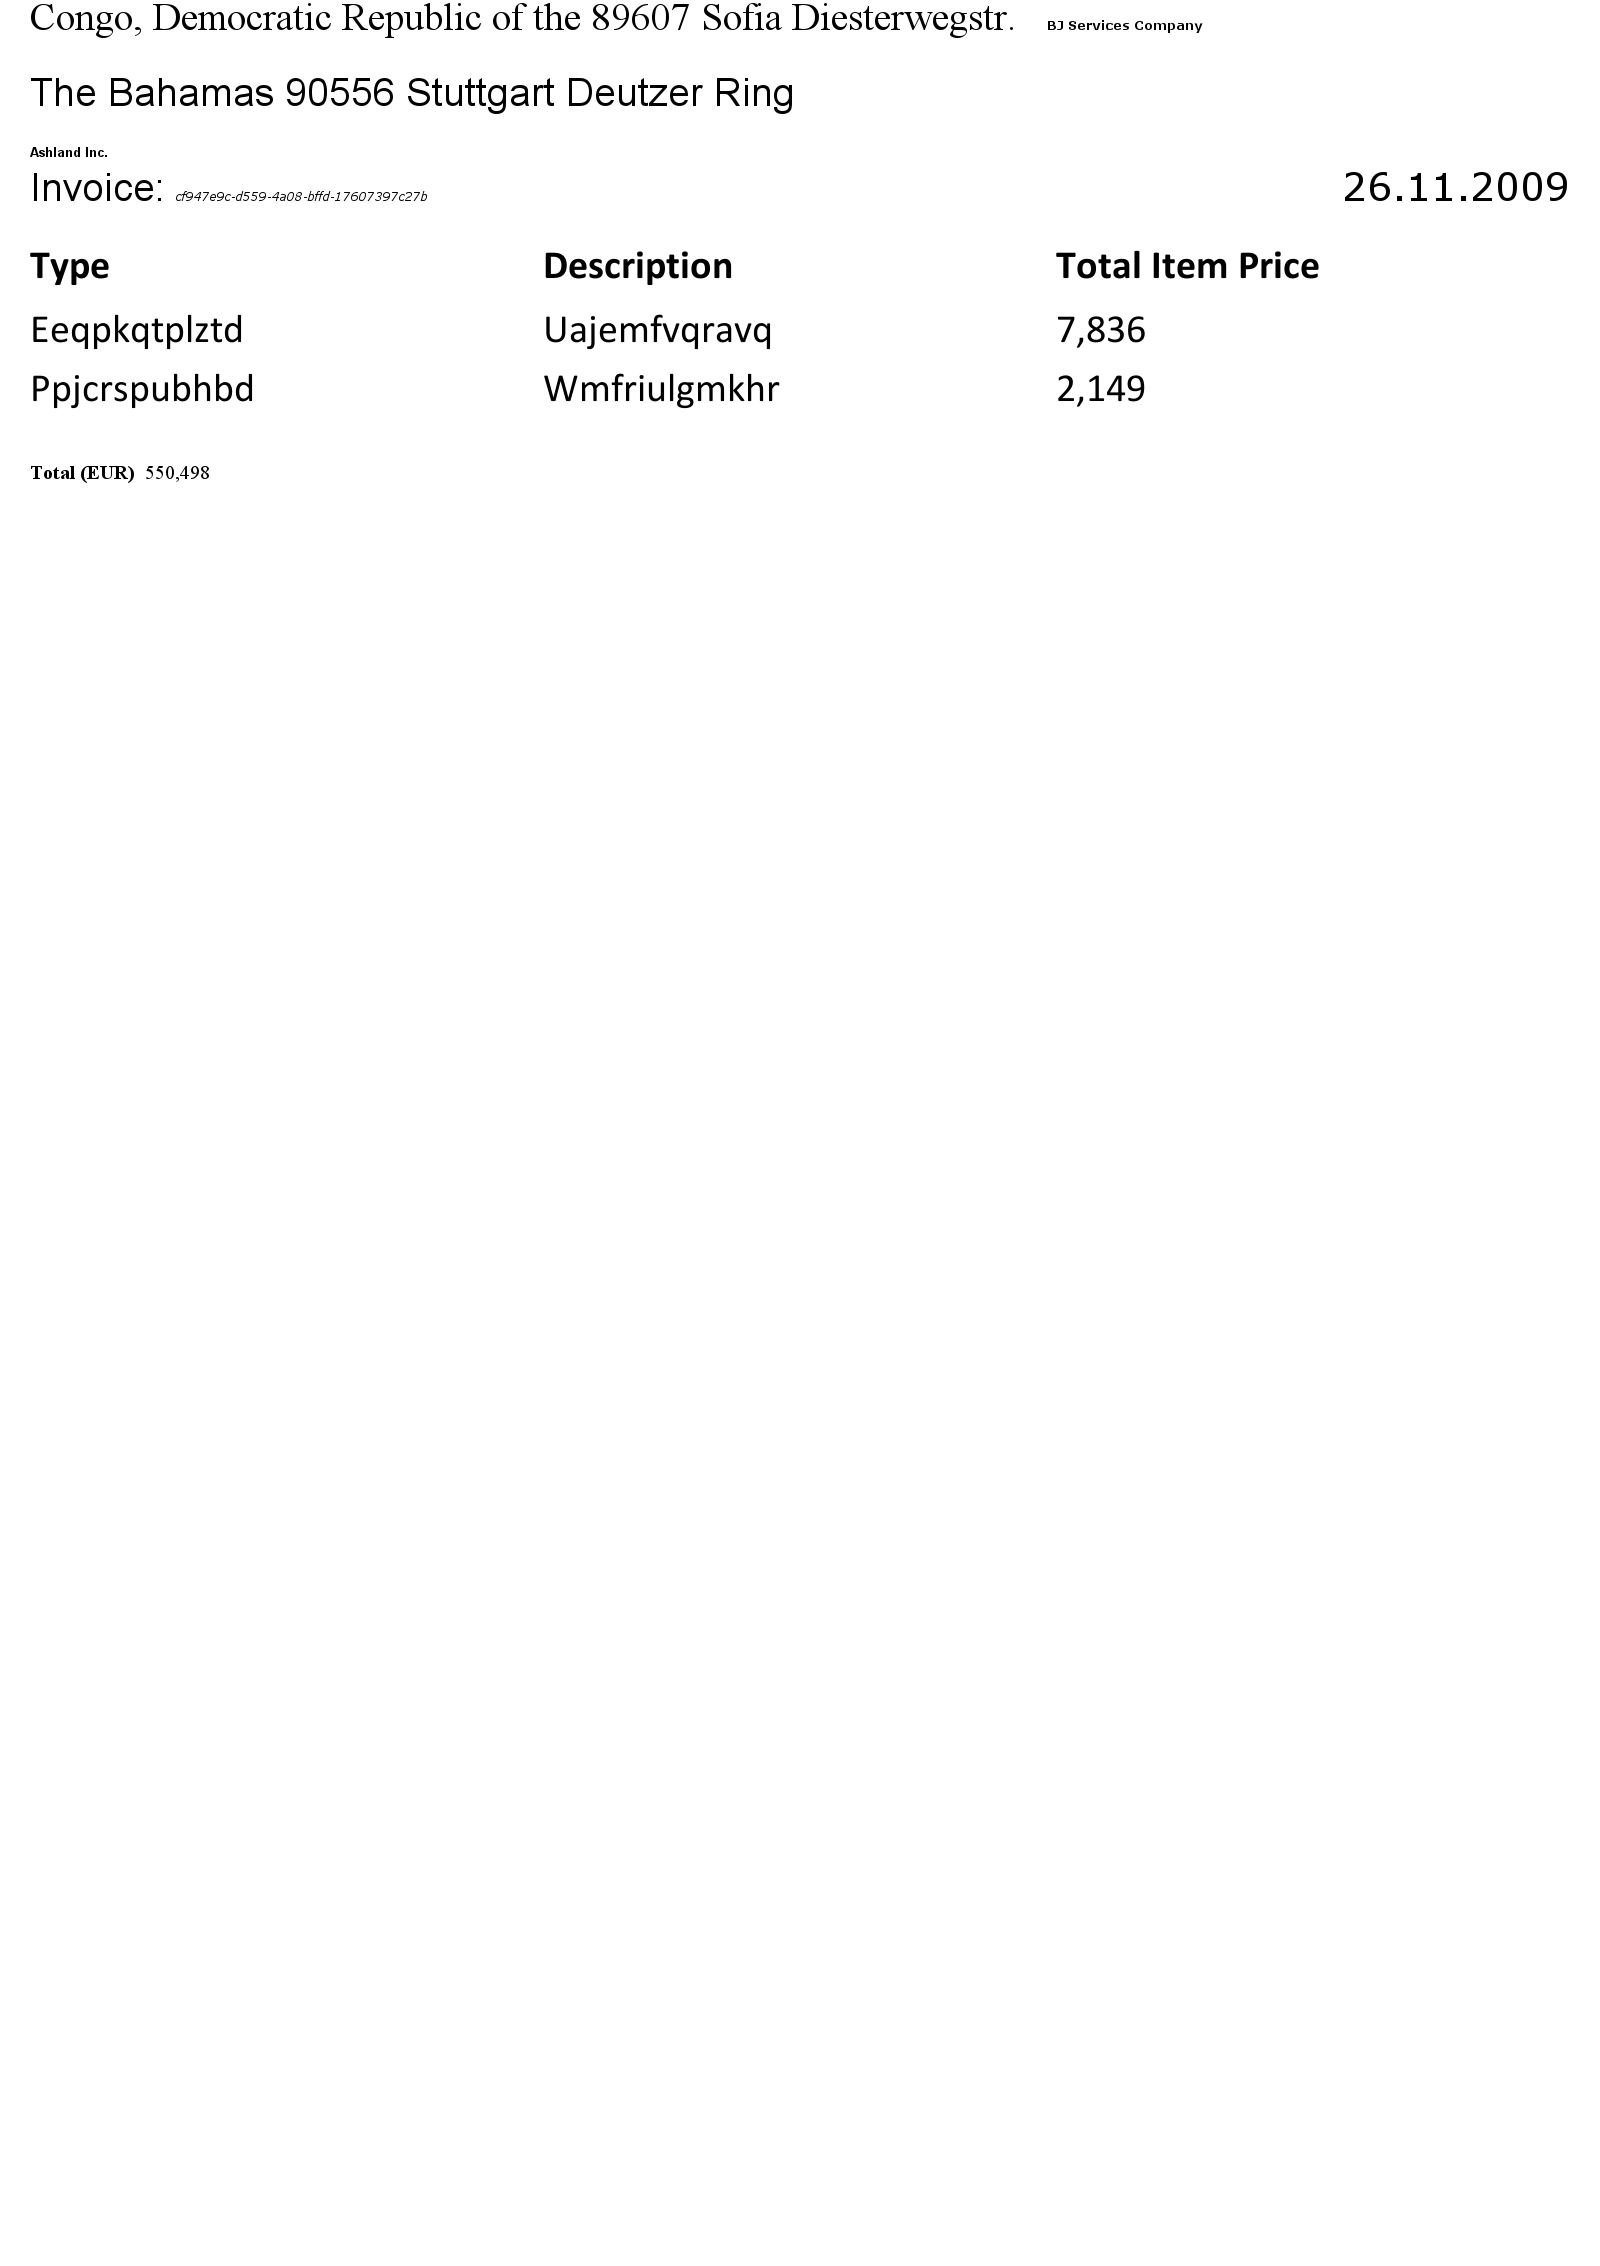 Congo, Democratic Republic of the 89607 Sofia Diesterwegstr. BJ Services Company
The Bahamas 90556 Stuttgart Deutzer Ring
Ashland Inc.
Invoice: cf947e9c-d559-4a08-bffd-17607397c27b 26.11.2009
Type Description Total Item Price
Eeqpkqtplztd Uajemfvqravq 7,836
Ppjcrspubhbd Wmfriulgmkhr 2,149
Total (EUR) 550,498